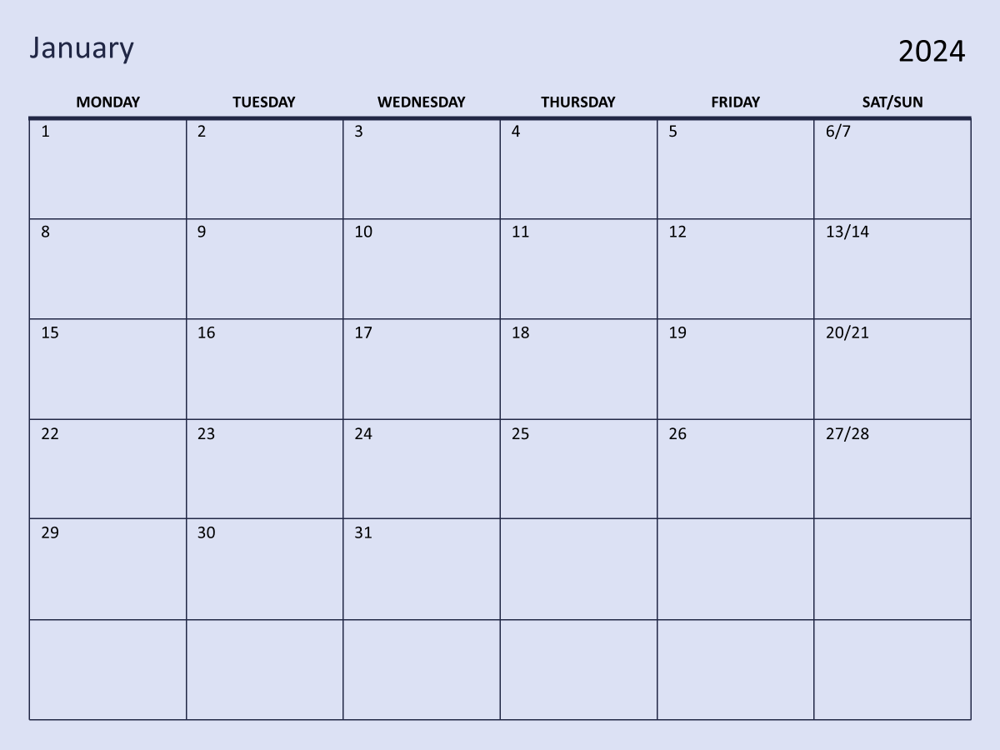 January 2024
MONDAY TUESDAY WEDNESDAY THURSDAY FRIDAY SAT/SUN
1 2 3 4 5 6/7
8 9 10 11 12 13/14
15 16 17 18 19 20/21
22 23 24 25 26 27/28
29 30 31